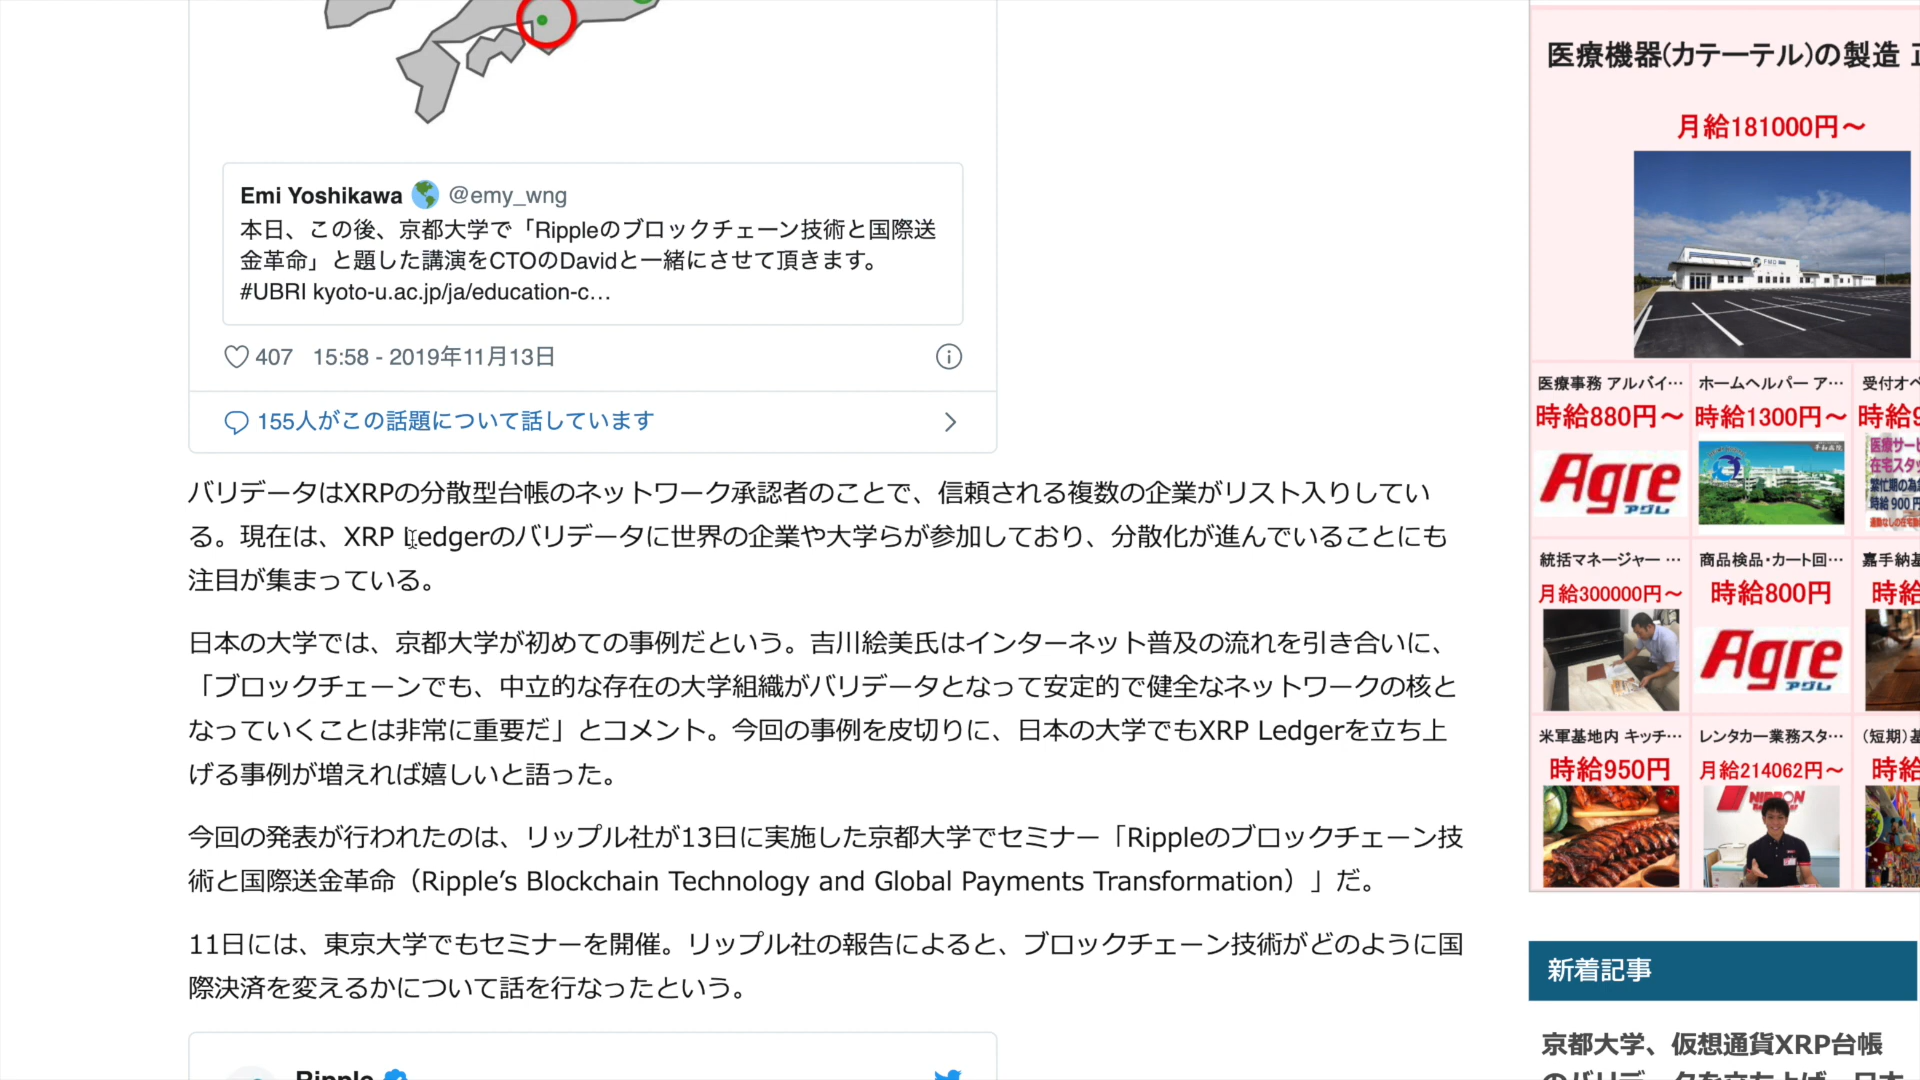 Emi Yoshikawa @emy_wng
本日、この後、京都大学で「Rippleのブロックチェーン技術と国際送
金革命」と題した講演をCTOのDavidと一緒にさせて頂きます。
#UBRI kyoto-u.ac.jp/ja/education-c…
407 15:58 - 2019年11月13日
155人がこの話題について話しています
バリデータはXRPの分散型台帳のネットワーク承認者のことで、信頼される複数の企業がリスト入りしてい
る。現在は、XRP Ledgerのバリデータに世界の企業や大学らが参加しており、分散化が進んでいることにも
注目が集まっている。
日本の大学では、京都大学が初めての事例だという。吉川絵美氏はインターネット普及の流れを引き合いに、
「ブロックチェーンでも、中立的な存在の大学組織がバリデータとなって安定的で健全なネットワークの核と
なっていくことは非常に重要だ」とコメント。今回の事例を皮切りに、日本の大学でもXRP Ledgerを立ち上
げる事例が増えれば嬉しいと語った。
今回の発表が行われたのは、リップル社が13日に実施した京都大学でセミナー「Rippleのブロックチェーン技
術と国際送金革命（Ripple’s Blockchain Technology and Global Payments Transformation）」だ。
11日には、東京大学でもセミナーを開催。リップル社の報告によると、ブロックチェーン技術がどのように国
際決済を変えるかについて話を行なったという。
Ripple
医療機器(カテーテル)の製造 正
月給181000円～
FMD
医療事務 アルバイ…
時給880円～
Agre
アグレ
ホームヘルパー ア…
時給1300円～
受付オペ
時給9
医療サービ
在宅スタッ
繁忙期の為
時給 900 円
統括マネージャー …
月給300000円～
商品検品・カート回…
時給800円
Agre
アグレ
嘉手納基
時給
米軍基地内 キッチ…
時給950円
レンタカー業務スタ…
月給214062円～
NIPPON
(短期)基
時給
新着記事
京都大学、仮想通貨XRP台帳
のバリデータを立ち上げ 日本